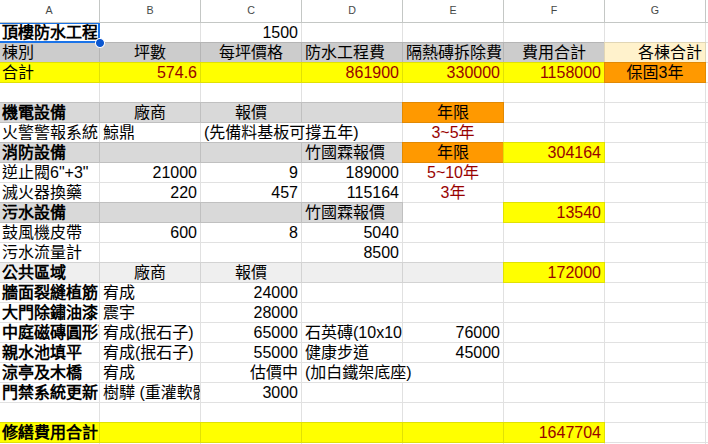 A B C D E F G
頂樓防水工程 1500
棟別 坪數 每坪價格 防水工程費 隔熱磚拆除費 費用合計 各棟合計
合計 574.6 861900 330000 1158000 保固3年
機電設備 廠商 報價 年限
火警警報系統 鯨鼎 (先備料基板可撐五年) 3~5年
消防設備 竹國霖報價 年限 304164
逆止閥6"+3" 21000 9 189000 5~10年
滅火器換藥 220 457 115164 3年
污水設備 竹國霖報價 13540
鼓風機皮帶 600 8 5040
污水流量計 8500
公共區域 廠商 報價 172000
牆面裂縫植筋 宥成 24000
大門除鏽油漆 震宇 28000
中庭磁磚圓形 宥成(抿石子) 65000 石英磚(10x10 76000
親水池填平 宥成(抿石子) 55000 健康步道 45000
涼亭及木橋 宥成 估價中 (加白鐵架底座)
門禁系統更新 樹驊 (重灌軟體 3000
修繕費用合計 1647704